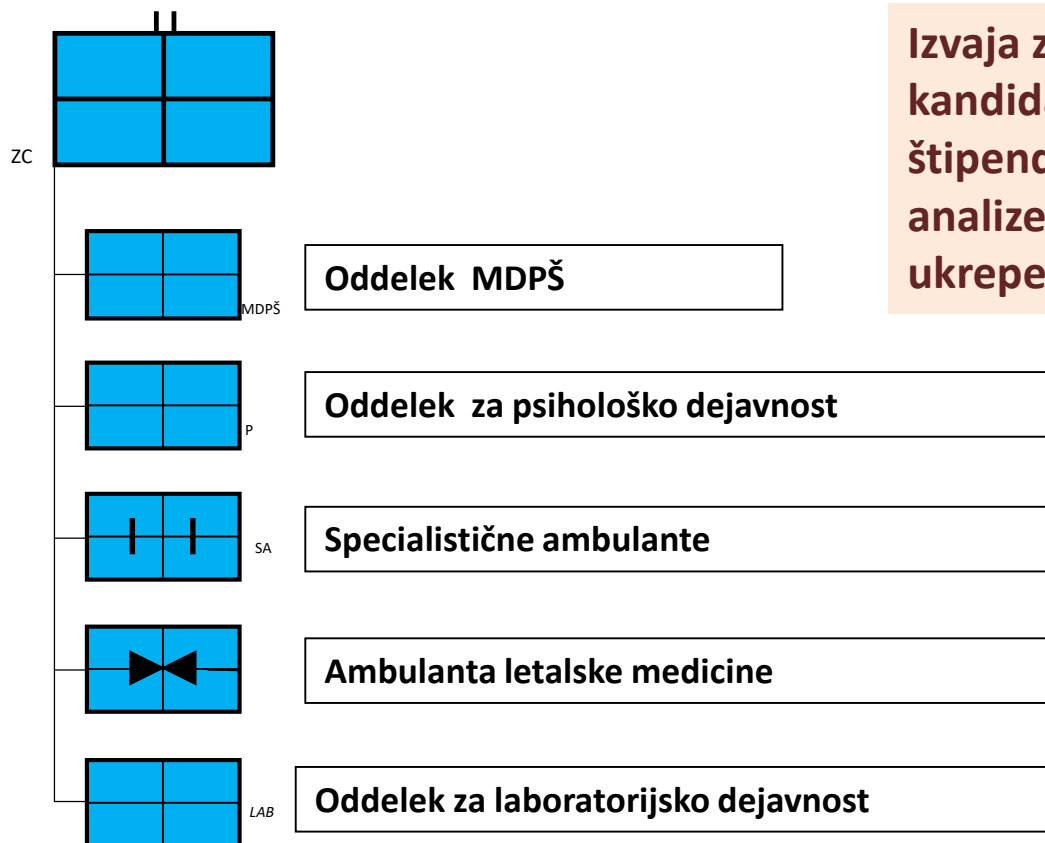 Izvaja
kandid
štipend
analize
ukrepe
ZC
MDPŠ
Oddelek MDPŠ
P
Oddelek za psihološko dejavnost
SA
Specialistične ambulante
Ambulanta letalske medicine
LAB
Oddelek za laboratorijsko dejavnost